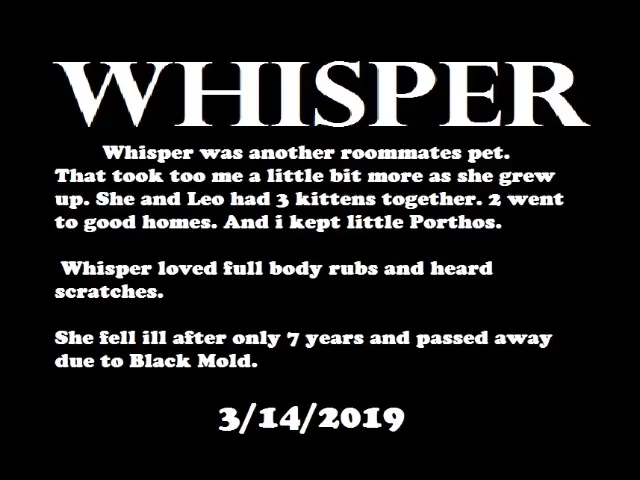 WHISPER
Whisper was another roommates pet.
That took too me a little bit more as she grew
up. She and Leo had 3 kittens together. 2 went
to good homes. And i kept little Porthos.
Whisper loved full body rubs and heard
scratches.
She fell ill after only 7 years and passed away
due to Black Mold.
3/14/2019